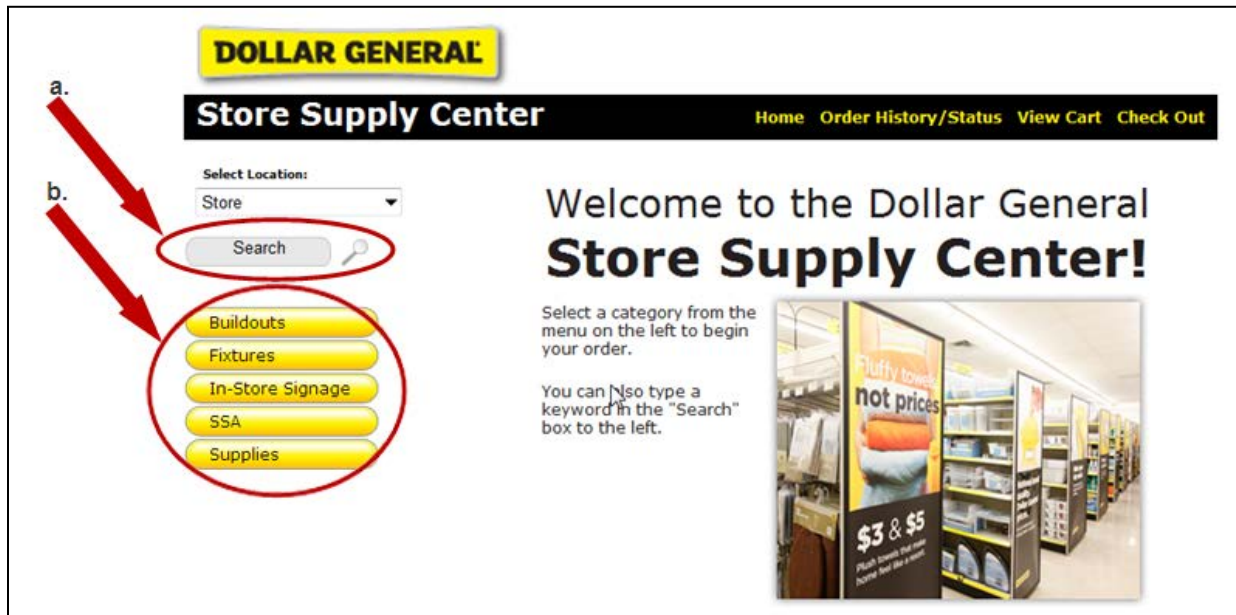 DOLLAR GENERAL
a.
Store Supply Center
Home Order History/Status View Cart Check Out
Select Location:
b.
Store
Search
Welcome to the Dollar General
Store Supply Center!
Buildouts
Fixtures
In-Store Signage
SSA
Supplies
Select a category from the
menu on the left to begin
your order.
You can also type a
keyword in the "Search"
box to the left.
Fluffy towels
not prices
$3 & $5
Plush towels that make
home feel like a resort.